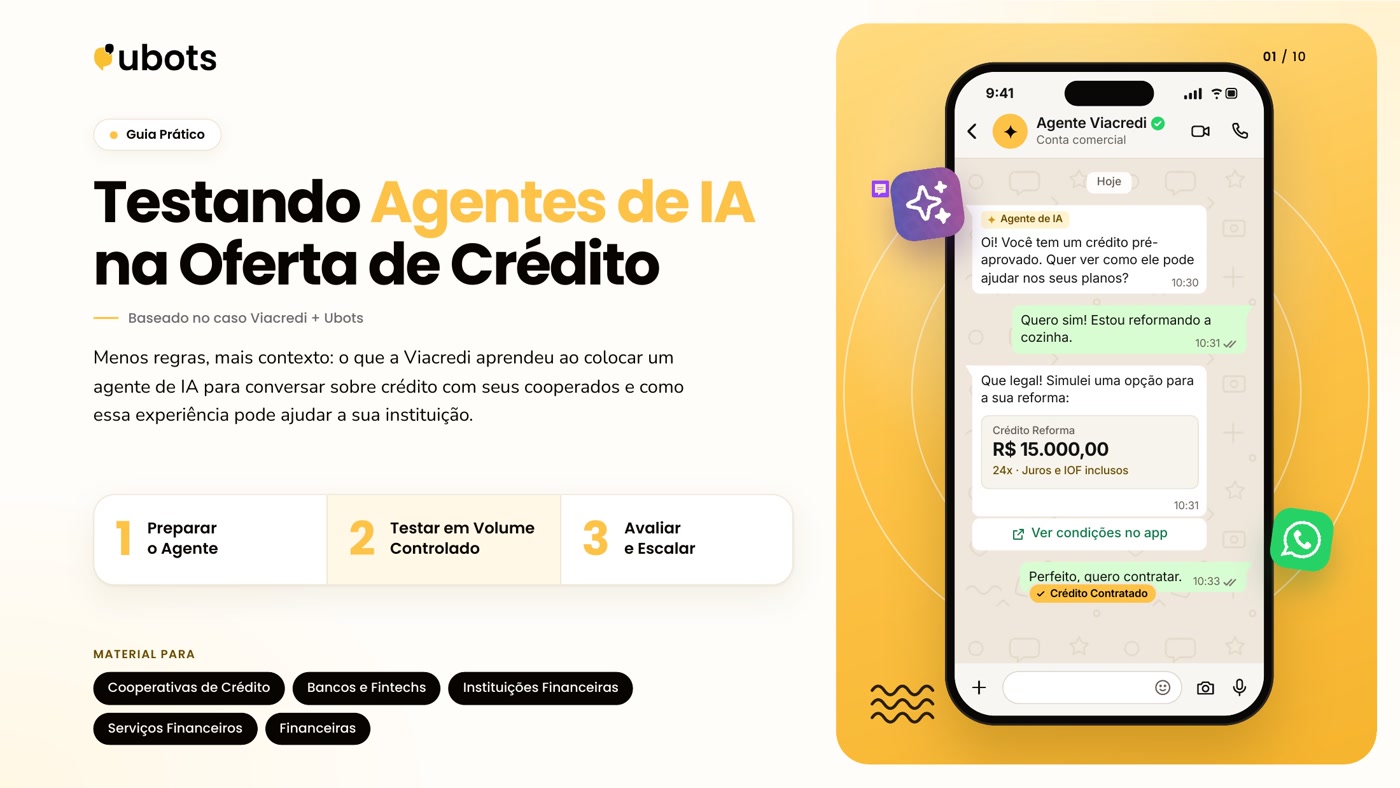 ubots
Guia Prático
Testando Agentes de IA
na Oferta de Crédito
Baseado no caso Viacredi + Ubots
Menos regras, mais contexto: o que a Viacredi aprendeu ao colocar um
agente de IA para conversar sobre crédito com seus cooperados e como
essa experiência pode ajudar a sua instituição.
1 Preparar
o Agente
2 Testar em Volume
Controlado
3 Avaliar
e Escalar
MATERIAL PARA
Cooperativas de Crédito
Bancos e Fintechs
Instituições Financeiras
Serviços Financeiros
Financeiras
01 / 10
9:41
Agente Viacredi
Conta comercial
Hoje
Agente de IA
Oi! Você tem um crédito pré-
aprovado. Quer ver como ele pode
ajudar nos seus planos?
10:30
Quero sim! Estou reformando a
cozinha.
10:31
Que legal! Simulei uma opção para
a sua reforma:
Crédito Reforma
R$ 15.000,00
24x · Juros e IOF inclusos
10:31
Ver condições no app
Perfeito, quero contratar.
10:33
Crédito Contratado